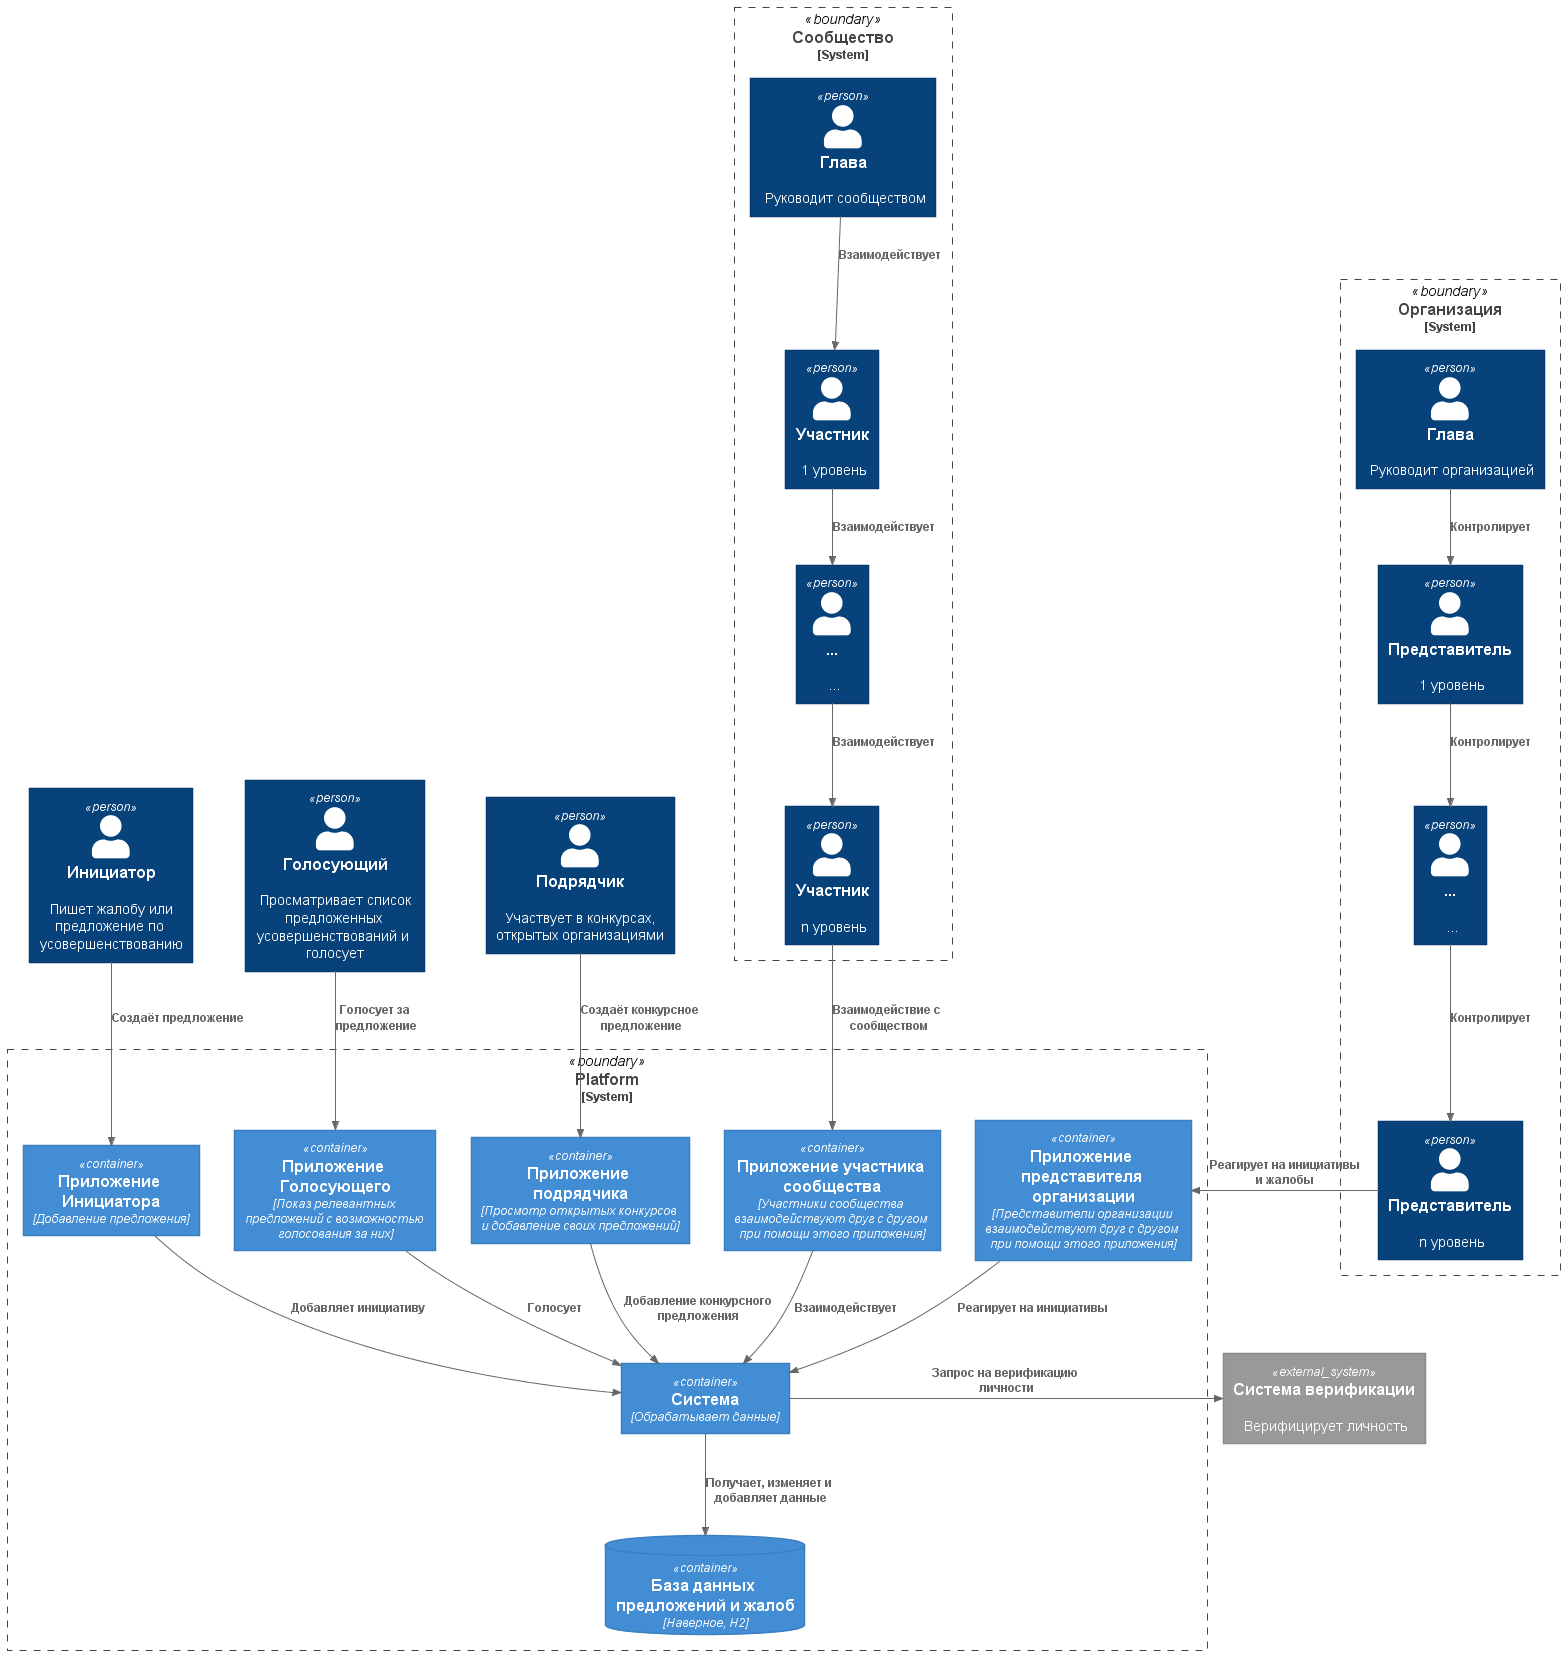 «boundary»
Сообщество
[System]
«person»
Глава
Руководит сообществом
Взаимодействует
«person»
Участник
1 уровень
Взаимодействует
«person»
...
...
Взаимодействует
«person»
Участник
n уровень
«boundary»
Организация
[System]
«person»
Глава
Руководит организацией
Контролирует
«person»
Представитель
1 уровень
Контролирует
«person»
...
...
Контролирует
«person»
Представитель
n уровень
«person»
Инициатор
Пишет жалобу или
предложение по
усовершенствованию
«person»
Голосующий
Просматривает список
предложенных
усовершенствований и
голосует
«person»
Подрядчик
Участвует в конкурсах,
открытых организациями
Создаёт предложение
Голосует за
предложение
Создаёт конкурсное
предложение
Взаимодействие с
сообществом
Реагирует на инициативы
и жалобы
«boundary»
Platform
[System]
«container»
Приложение
Инициатора
[Добавление предложения]
«container»
Приложение
Голосующего
[Показ релевантных
предложений с возможностью
голосования за них]
«container»
Приложение
подрядчика
[Просмотр открытых конкурсов
и добавление своих предложений]
«container»
Приложение участника
сообщества
[Участники сообщества
взаимодействуют друг с другом
при помощи этого приложения]
«container»
Приложение
представителя
организации
[Представители организации
взаимодействуют друг с другом
при помощи этого приложения]
Добавляет инициативу
Голосует
Добавление конкурсного
предложения
Взаимодействует
Реагирует на инициативы
«container»
Система
[Обрабатывает данные]
Запрос на верификацию
личности
«external_system»
Система верификации
Верифицирует личность
Получает, изменяет и
добавляет данные
«container»
База данных
предложений и жалоб
[Наверное, H2]